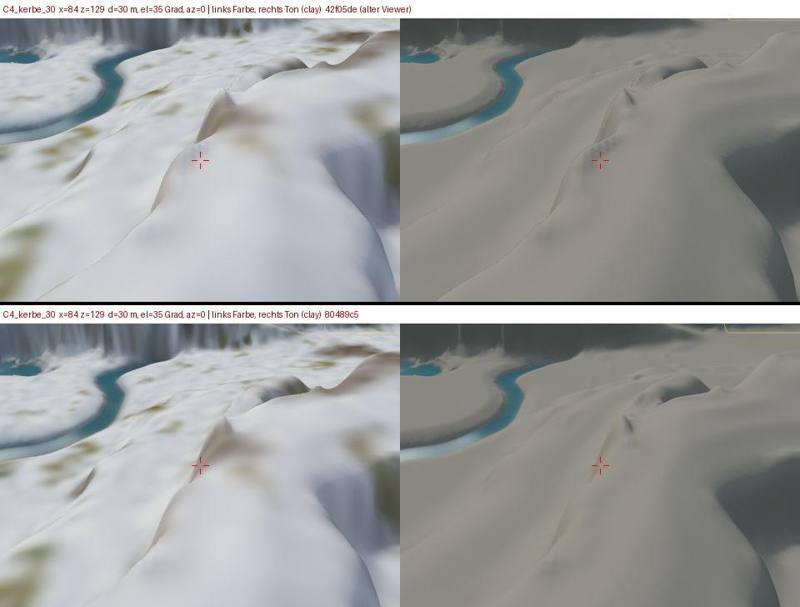 C4_kerbe_30 x=84 z=129 d=30 m, el=35 Grad, az=0 | links Farbe, rechts Ton (clay) 42f05de (alter Viewer)
C4_kerbe_30 x=84 z=129 d=30 m, el=35 Grad, az=0 | links Farbe, rechts Ton (clay) 80489c5